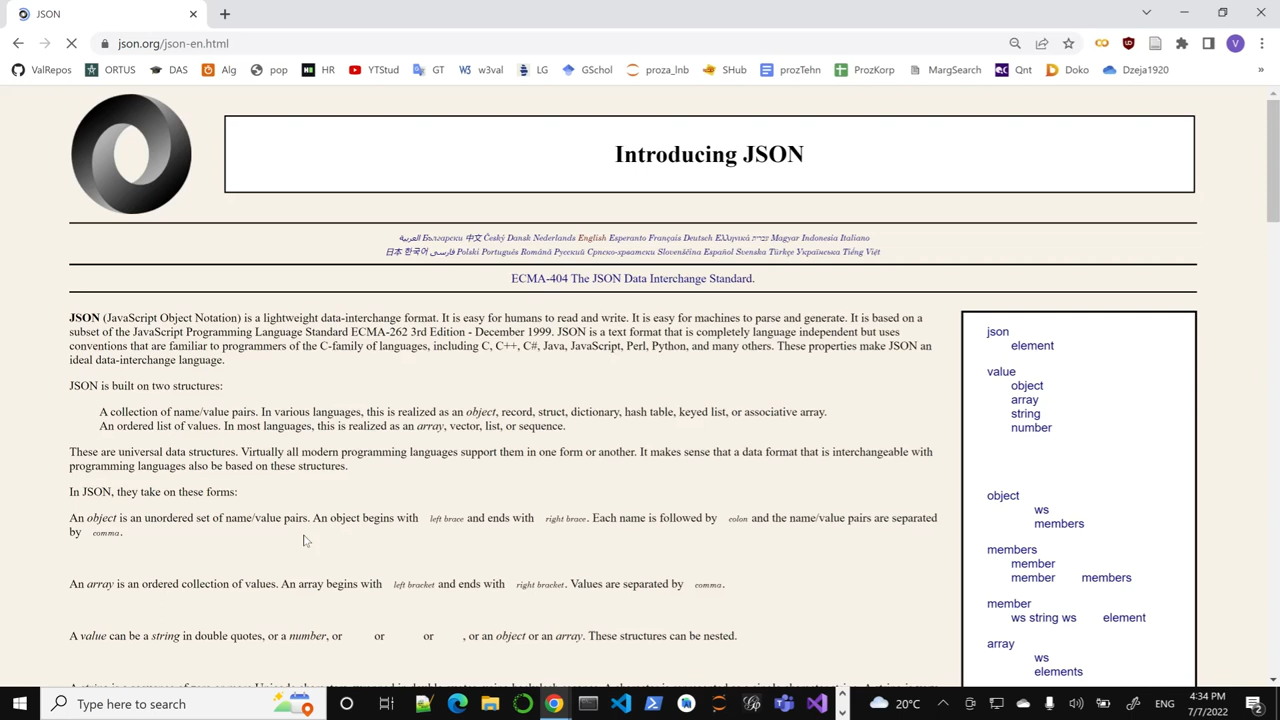 JSON
json.org/json-en.html
ValRepos ORTUS DAS Alg pop HR YTStud GT w3val LG GSchol proza_lnb SHub prozTehn ProzKorp MargSearch Qnt Doko Dzeja1920 »
Introducing JSON
العربية Български 中文 Český Dansk Nederlands English Esperanto Français Deutsch Ελληνικά עברית Magyar Indonesia Italiano
日本 한국어 فارسی Polski Português Română Русский Српско-хрватски Slovenščina Español Svenska Türkçe Українська Tiếng Việt
ECMA-404 The JSON Data Interchange Standard.
JSON (JavaScript Object Notation) is a lightweight data-interchange format. It is easy for humans to read and write. It is easy for machines to parse and generate. It is based on a
subset of the JavaScript Programming Language Standard ECMA-262 3rd Edition - December 1999. JSON is a text format that is completely language independent but uses
conventions that are familiar to programmers of the C-family of languages, including C, C++, C#, Java, JavaScript, Perl, Python, and many others. These properties make JSON an
ideal data-interchange language.
JSON is built on two structures:
A collection of name/value pairs. In various languages, this is realized as an object, record, struct, dictionary, hash table, keyed list, or associative array.
An ordered list of values. In most languages, this is realized as an array, vector, list, or sequence.
These are universal data structures. Virtually all modern programming languages support them in one form or another. It makes sense that a data format that is interchangeable with
programming languages also be based on these structures.
In JSON, they take on these forms:
An object is an unordered set of name/value pairs. An object begins with left brace and ends with right brace. Each name is followed by colon and the name/value pairs are separated
by comma.
An array is an ordered collection of values. An array begins with left bracket and ends with right bracket. Values are separated by comma.
A value can be a string in double quotes, or a number, or or or , or an object or an array. These structures can be nested.
json
element
value
object
array
string
number
object
ws
members
members
member
member members
member
ws string ws element
array
ws
elements
Type here to search
20°C
ENG
4:34 PM
7/7/2022
2